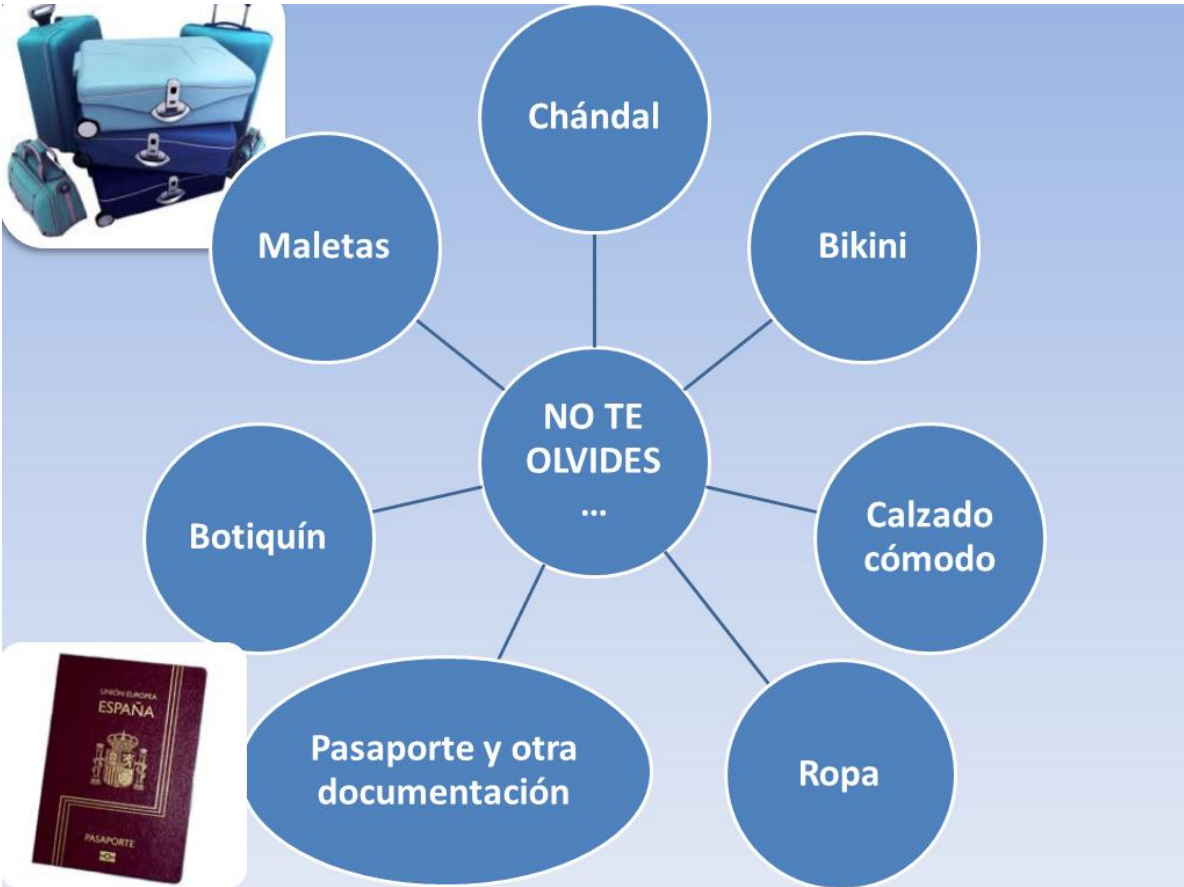 Chándal
Maletas
Bikini
NO TE
OLVIDES
...
Botiquín
Calzado
cómodo
Pasaporte y otra
documentación
Ropa
UNIÓN EUROPEA
ESPAÑA
PASAPORTE